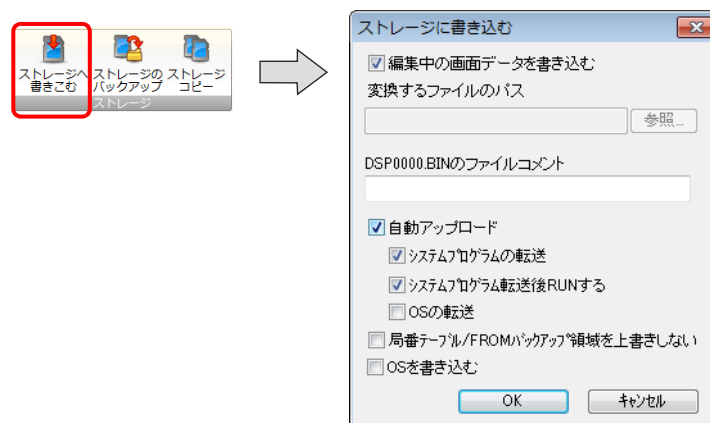 ストレージへ
書きこむ
ストレージの
バックアップ
ストレージ
コピー
ストレージ
ストレージに書き込む
編集中の画面データを書き込む
変換するファイルのパス
参照...
DSP0000.BINのファイルコメント
自動アップロード
システムプログラムの転送
システムプログラム転送後RUNする
OSの転送
局番テーブル/FROMバックアップ領域を上書きしない
OSを書き込む
OK
キャンセル